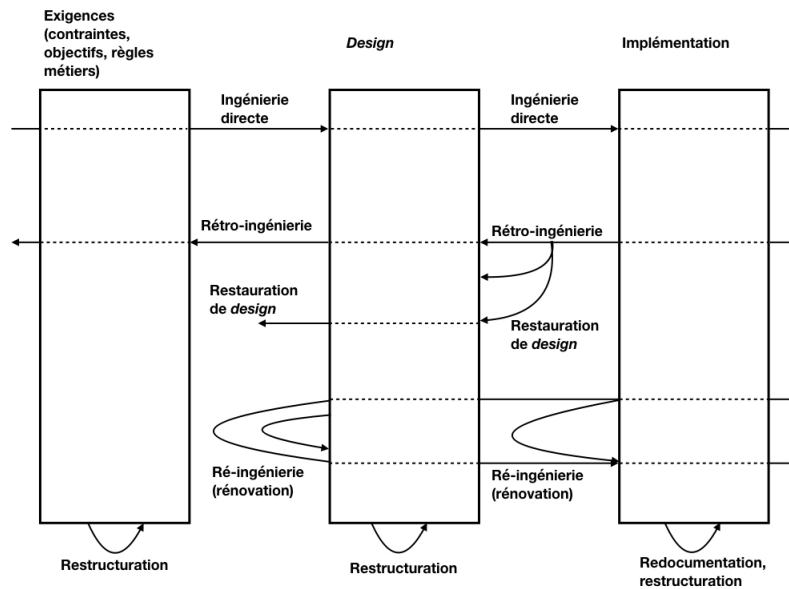 Exigences
(contraintes,
objectifs, règles
métiers)
Design
Implémentation
Ingénierie
directe
Ingénierie
directe
Rétro-ingénierie
Rétro-ingénierie
Restauration
de design
Restauration
de design
Ré-ingénierie
(rénovation)
Ré-ingénierie
(rénovation)
Restructuration
Restructuration
Redocumentation,
restructuration